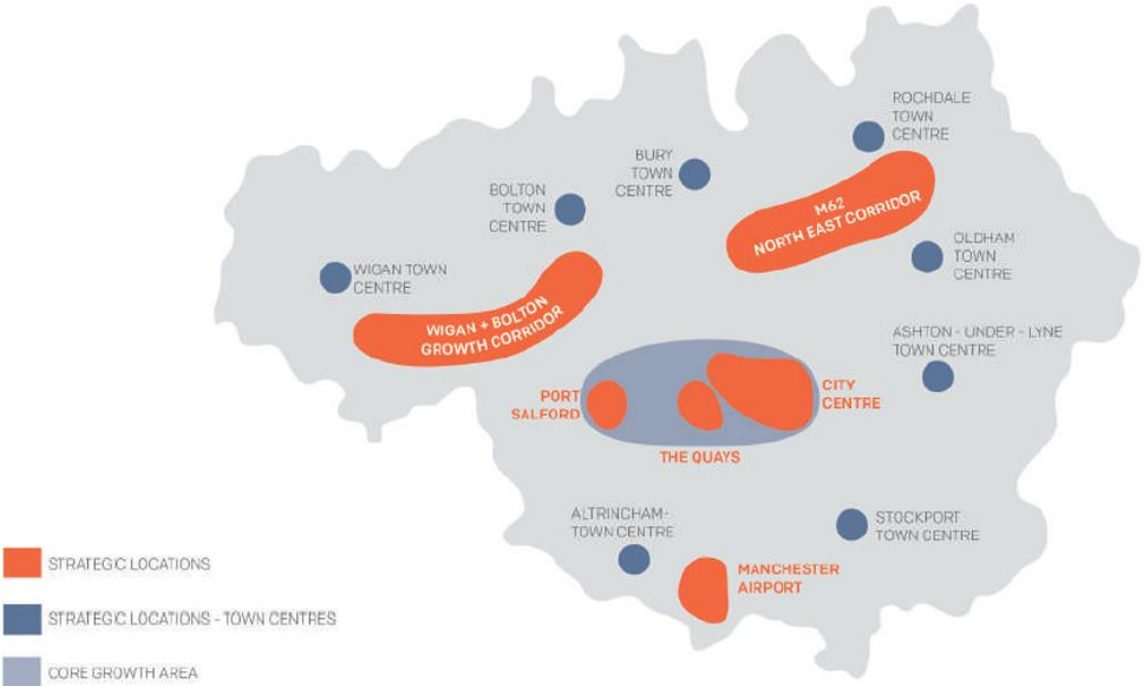 ROCHDALE
TOWN
CENTRE
BURY
TOWN
CENTRE
BOLTON
TOWN
CENTRE
M62
NORTH EAST CORRIDOR
OLDHAM
TOWN
CENTRE
WIGAN TOWN
CENTRE
WIGAN + BOLTON
GROWTH CORRIDOR
ASHTON - UNDER - LYNE
TOWN CENTRE
PORT
SALFORD
CITY
CENTRE
THE QUAYS
ALTRINCHAM-
TOWN CENTRE
STOCKPORT
TOWN CENTRE
MANCHESTER
AIRPORT
STRATEGIC LOCATIONS
STRATEGIC LOCATIONS - TOWN CENTRES
CORE GROWTH AREA